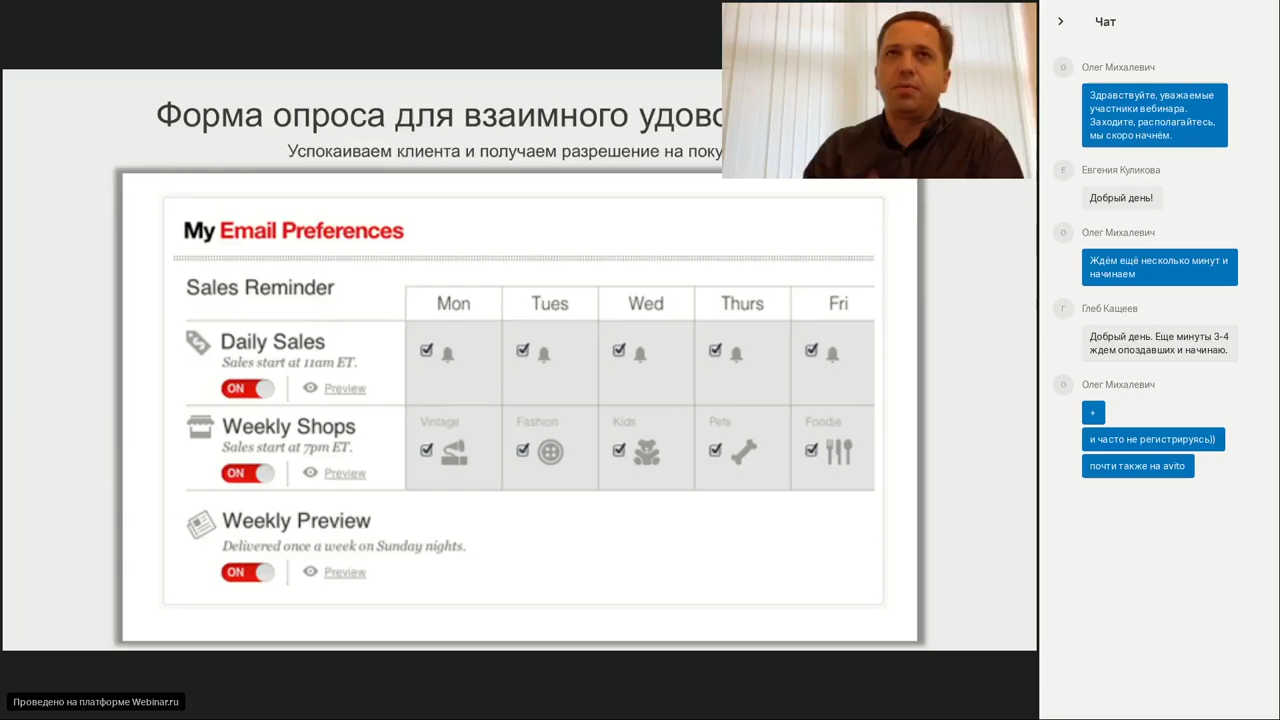 Форма опроса для взаимного удово
Успокаиваем клиента и получаем разрешение на поку
My Email Preferences
Sales Reminder
Mon Tues Wed Thurs Fri
Daily Sales
Sales start at 11am ET.
ON Preview
Weekly Shops
Sales start at 7pm ET.
ON Preview
Vintage Fashion Kids Pets Foodie
Weekly Preview
Delivered once a week on Sunday nights.
ON Preview
Проведено на платформе Webinar.ru
Чат
О Олег Михалевич
Здравствуйте, уважаемые
участники вебинара.
Заходите, располагайтесь,
мы скоро начнём.
Е Евгения Куликова
Добрый день!
О Олег Михалевич
Ждём ещё несколько минут и
начинаем
Г Глеб Кащеев
Добрый день. Еще минуты 3-4
ждем опоздавших и начинаю.
О Олег Михалевич
+
и часто не регистрируясь))
почти также на avito